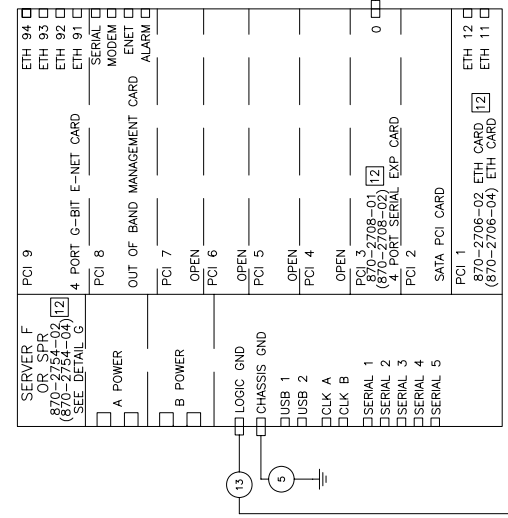 SERVER F
OR SPR
870-2754-02 12
(870-2754-04)
SEE DETAIL G
A POWER
B POWER
LOGIC GND
CHASSIS GND
USB 1
USB 2
CLK A
CLK B
SERIAL 1
SERIAL 2
SERIAL 3
SERIAL 4
SERIAL 5
13
5
PCI 9
4 PORT G-BIT E-NET CARD
ETH 94
ETH 93
ETH 92
ETH 91
PCI 8
OUT OF BAND MANAGEMENT CARD
SERIAL
MODEM
ENET
ALARM
PCI 7
OPEN
PCI 6
OPEN
PCI 5
OPEN
PCI 4
OPEN
PCI 3
870-2708-01 12
(870-2708-02)
4 PORT SERIAL EXP CARD
0
PCI 2
SATA PCI CARD
PCI 1
870-2706-02 ETH CARD 12
(870-2706-04) ETH CARD
ETH 12
ETH 11